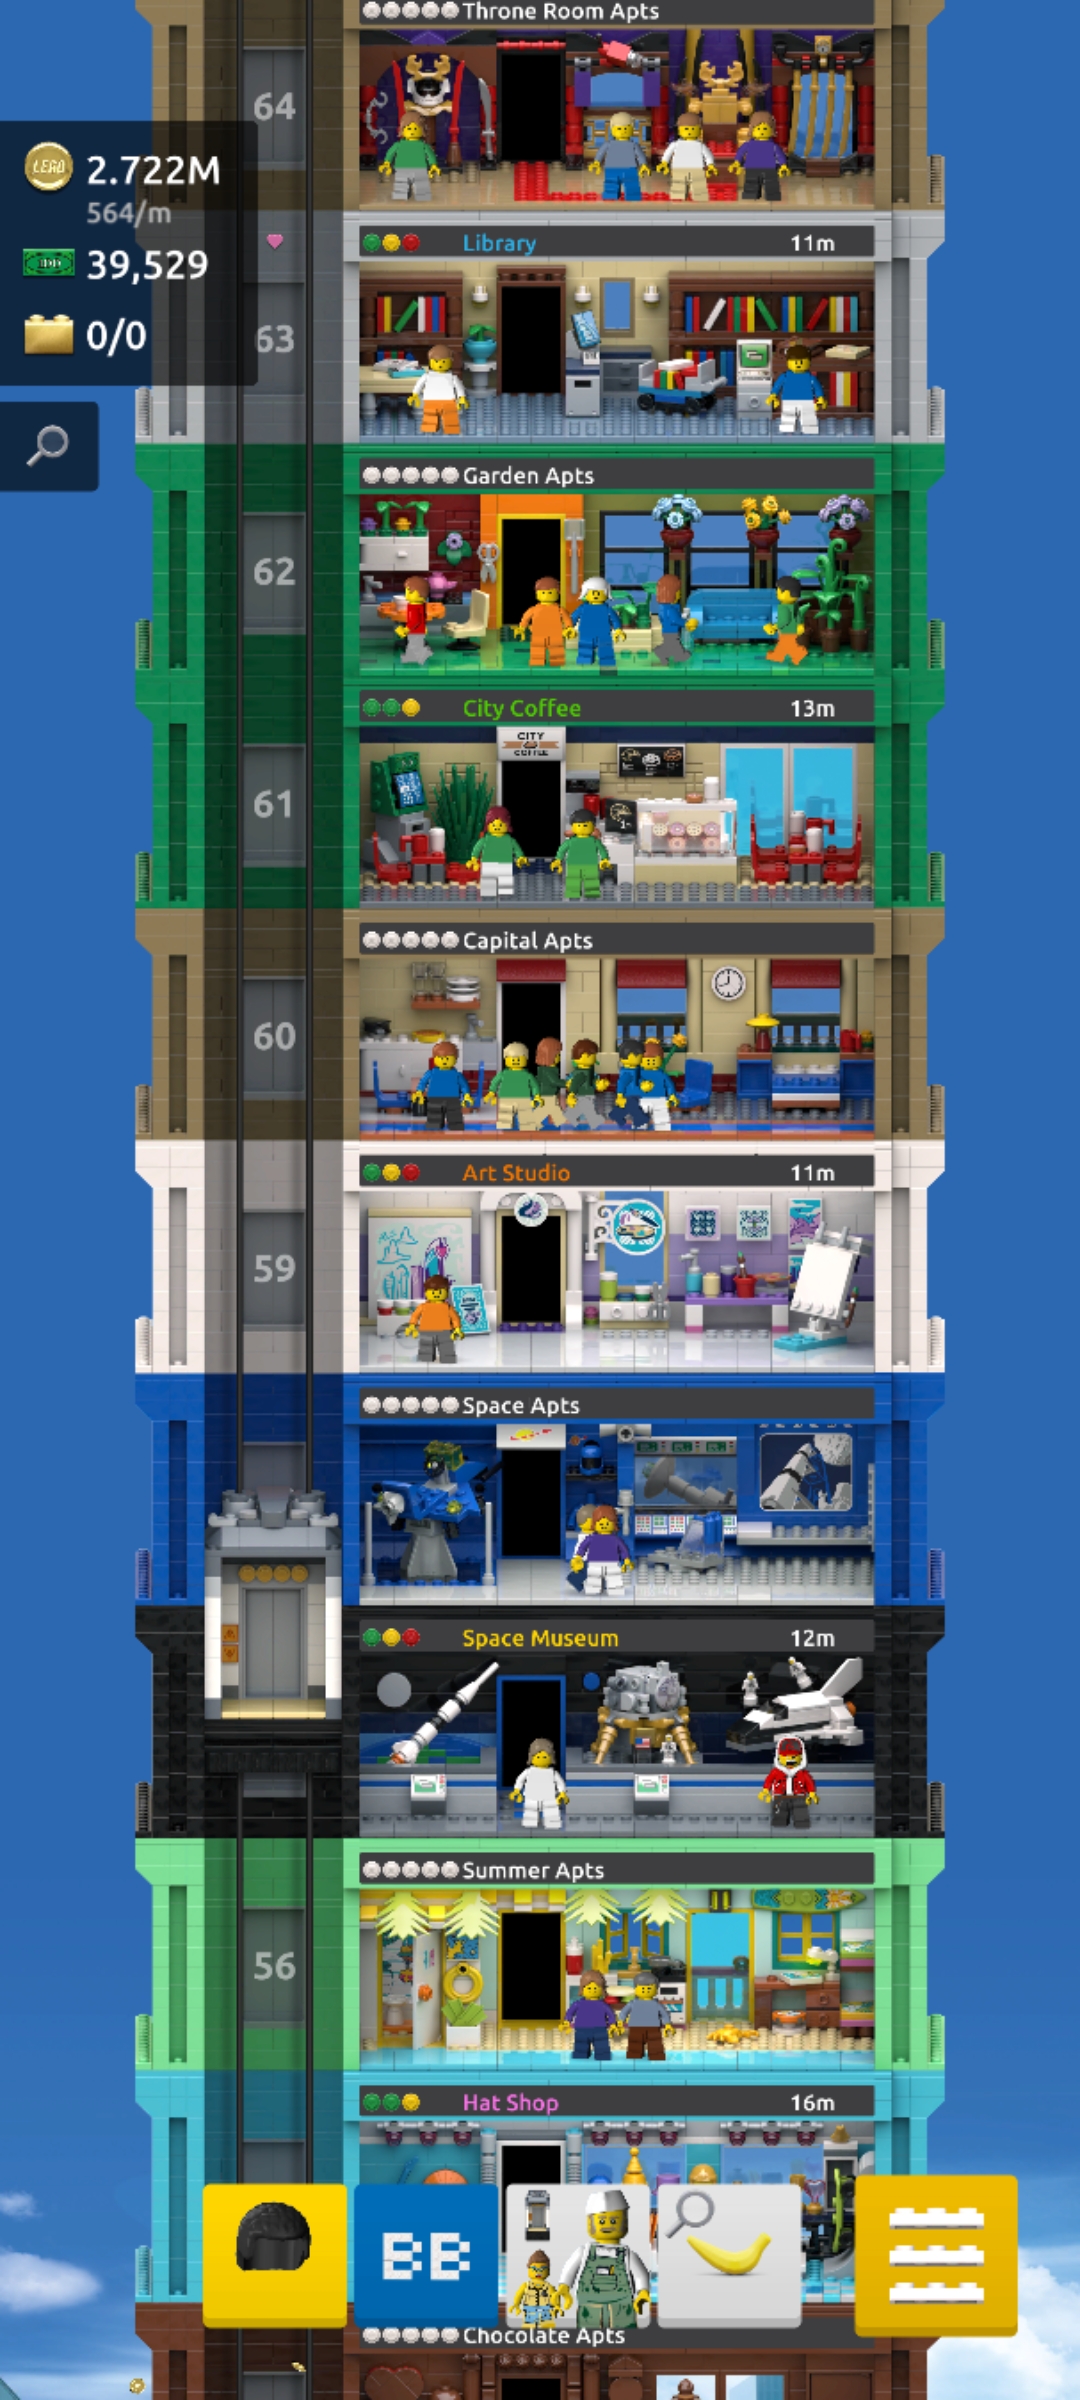 Throne Room Apts
64
LEGO
2.722M
564/m
39,529
0/0
Library 11m
63
Garden Apts
62
City Coffee 13m
CITY
COFFEE
61
Capital Apts
60
Art Studio 11m
59
Space Apts
Space Museum 12m
Summer Apts
56
Hat Shop 16m
BB
Chocolate Apts